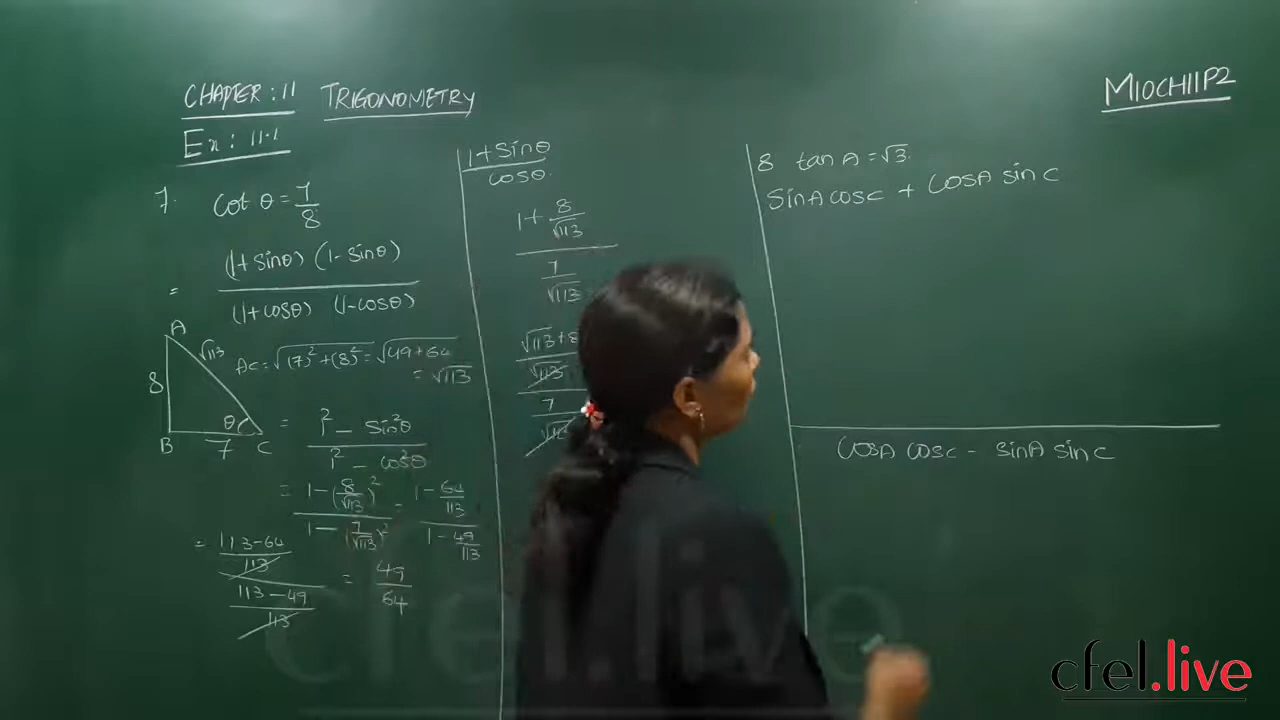 CHAPTER : 11 TRIGONOMETRY
M10CH11P2
Ex : 11.1
7. cot θ = 7/8
(1+ sinθ) (1- sinθ)
= (1+cosθ) (1-cosθ)
A
8
√113
θ
B 7 C
AC = √(7)²+(8)² = √49+64
= √113
= 1² - sin²θ
1² - cos²θ
= 1-(8/√113)² = 1-64/113
1-(7/√113)² 1-49/113
= 113-64
113
113-49
113
= 49
64
1+sinθ
cosθ.
1+ 8/√113
7/√113
√113+8
√113
7
8 tan A = √3.
sinA cosC + cosA sinC
cosA cosC - sinA sinC
cfel.live
cfel.live